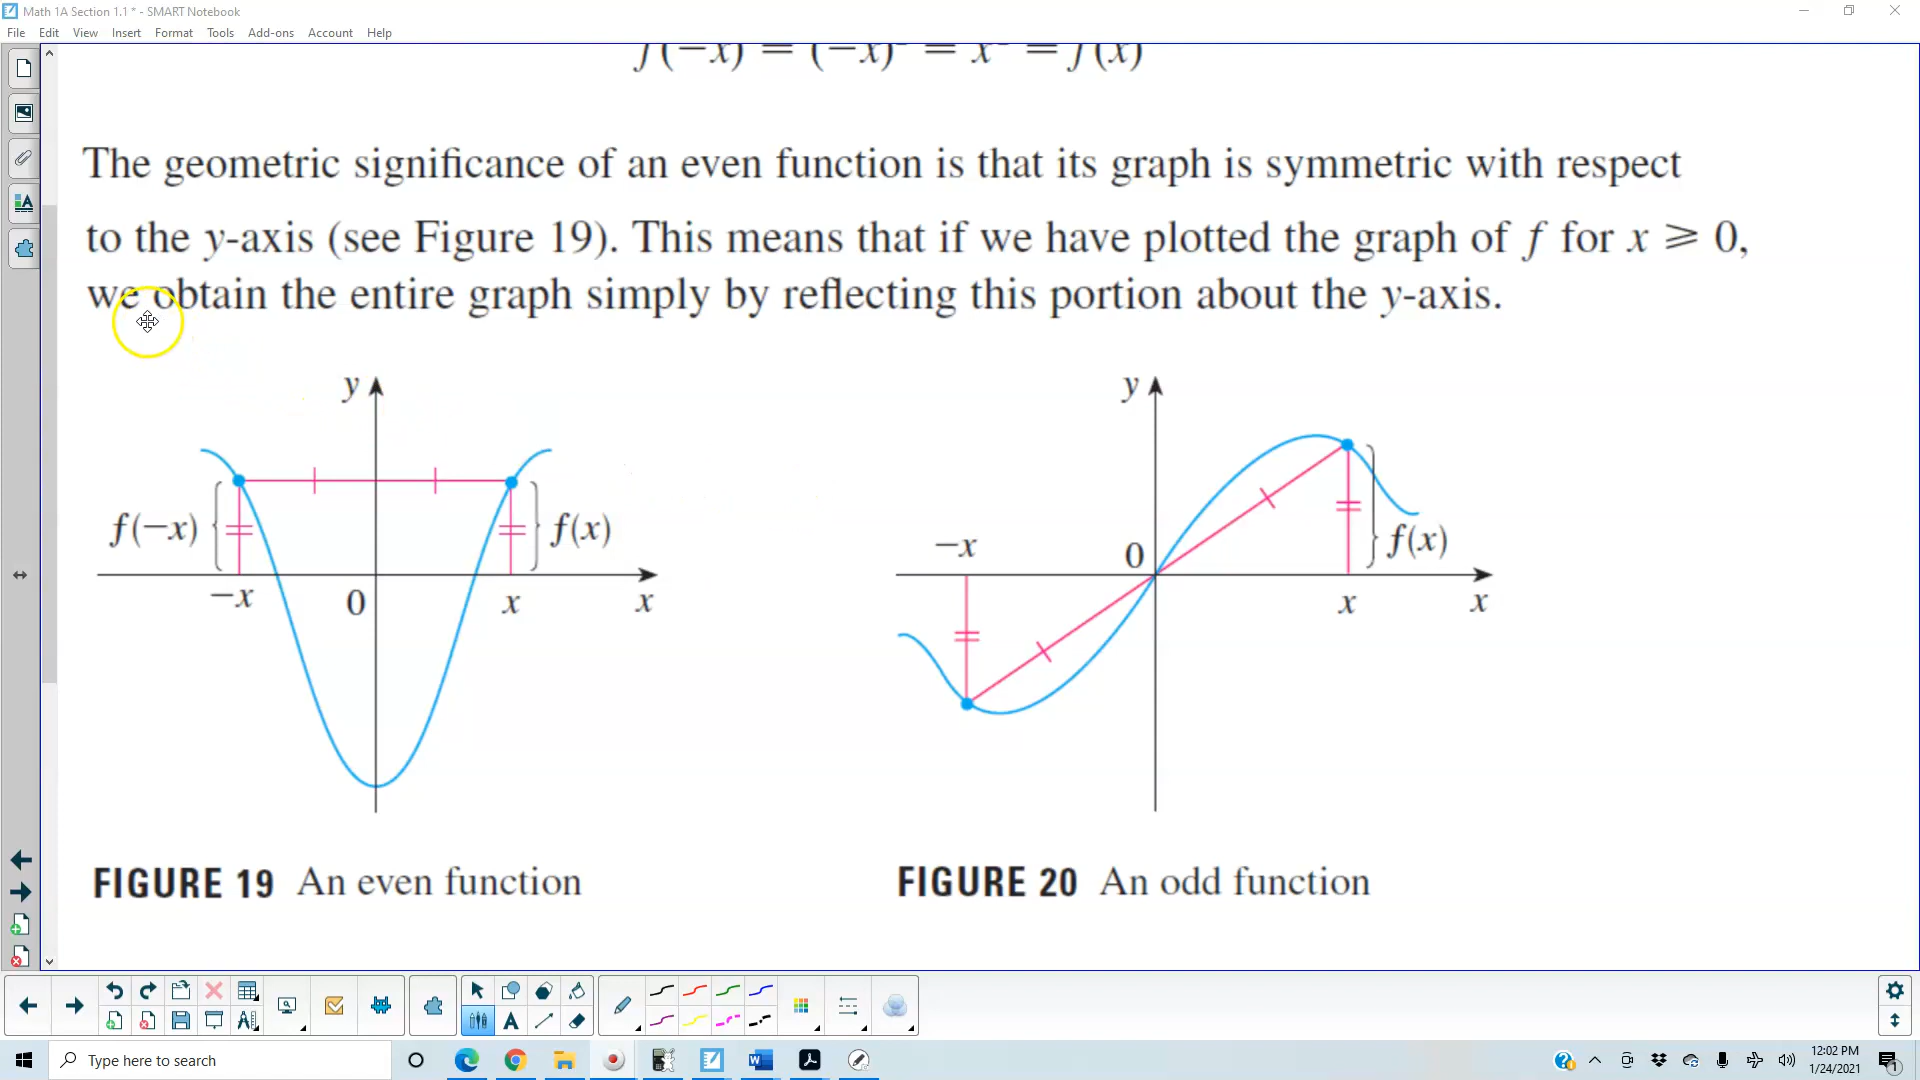 Math 1A Section 1.1 * - SMART Notebook
File Edit View Insert Format Tools Add-ons Account Help
f(−x) = (−x) = x = f(x)
The geometric significance of an even function is that its graph is symmetric with respect
to the y-axis (see Figure 19). This means that if we have plotted the graph of f for x ⩾ 0,
we obtain the entire graph simply by reflecting this portion about the y-axis.
y
f(−x)
f(x)
−x
0
x
x
y
−x
0
f(x)
x
x
FIGURE 19 An even function
FIGURE 20 An odd function
Type here to search
12:02 PM
1/24/2021